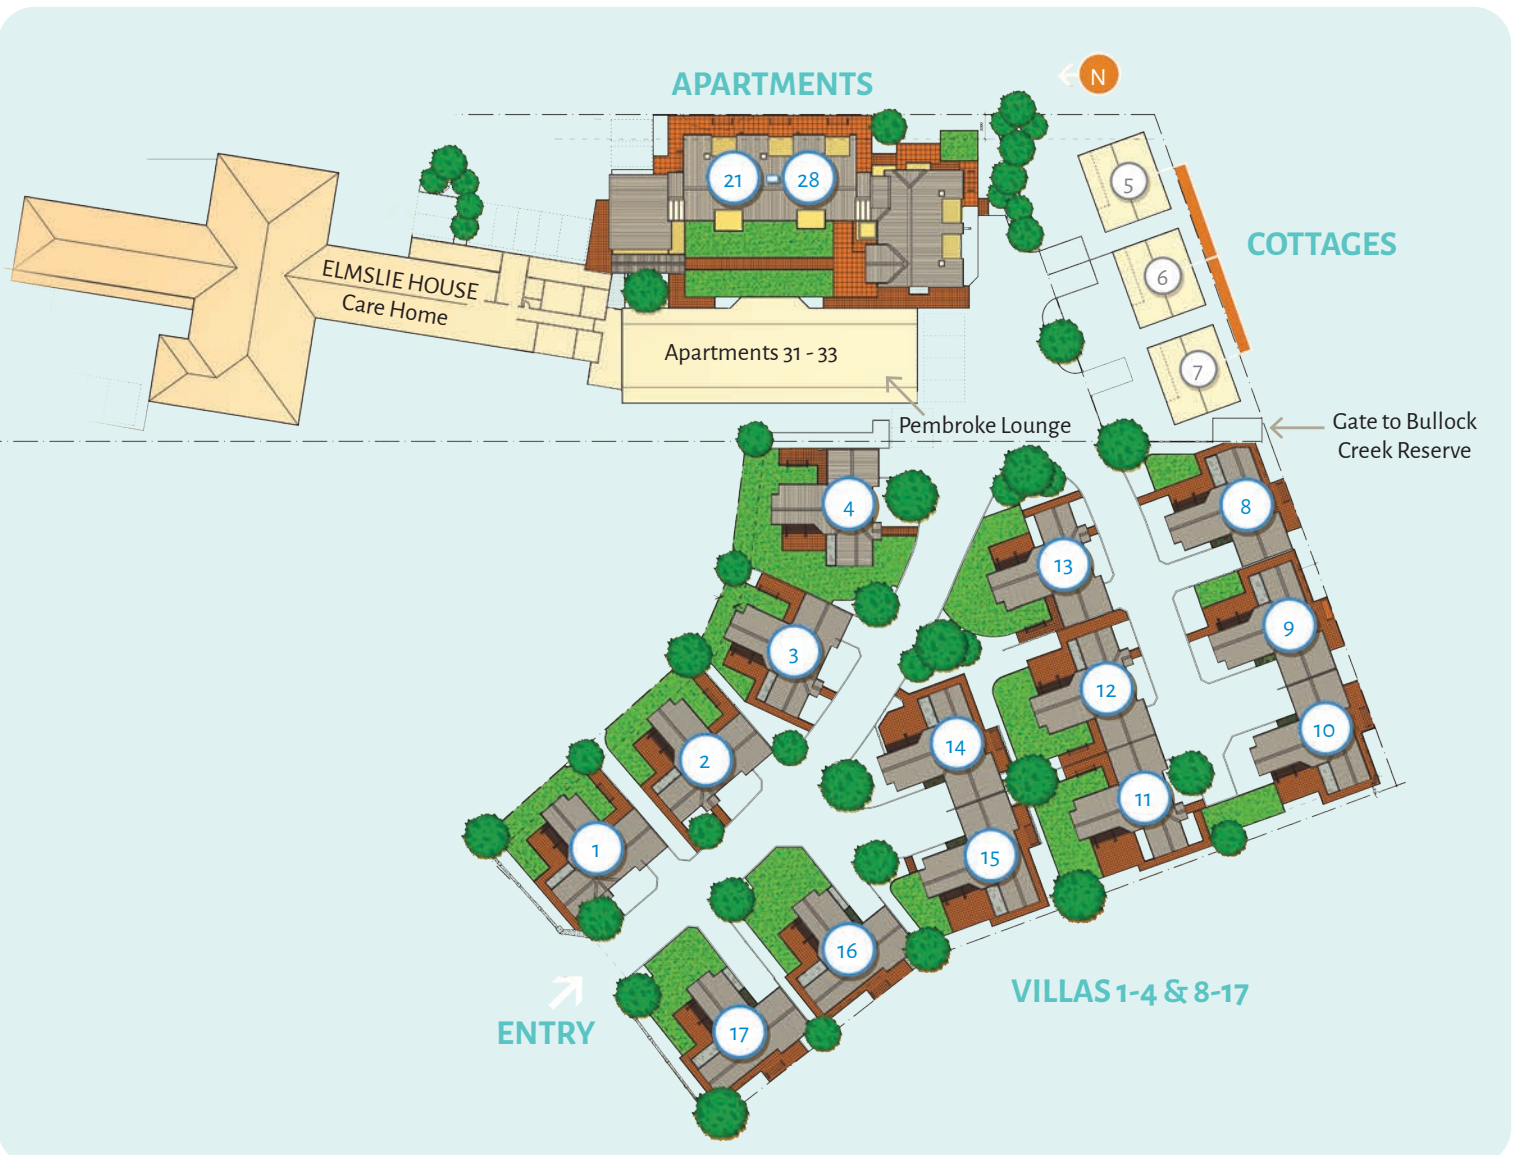 APARTMENTS
N
21
28
5
COTTAGES
6
ELMSLIE HOUSE
Care Home
Apartments 31 - 33
7
Pembroke Lounge
Gate to Bullock
Creek Reserve
4
8
13
9
3
12
10
2
14
11
1
15
16
VILLAS 1-4 & 8-17
ENTRY
17